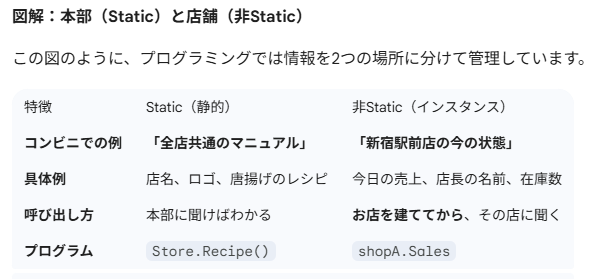 図解：本部（Static）と店舗（非Static）
この図のように、プログラミングでは情報を2つの場所に分けて管理しています。
特徴 Static（静的） 非Static（インスタンス）
コンビニでの例 「全店共通のマニュアル」 「新宿駅前店の今の状態」
具体例 店名、ロゴ、唐揚げのレシピ 今日の売上、店長の名前、在庫数
呼び出し方 本部に聞けばわかる お店を建ててから、その店に聞く
プログラム Store.Recipe() shopA.Sales